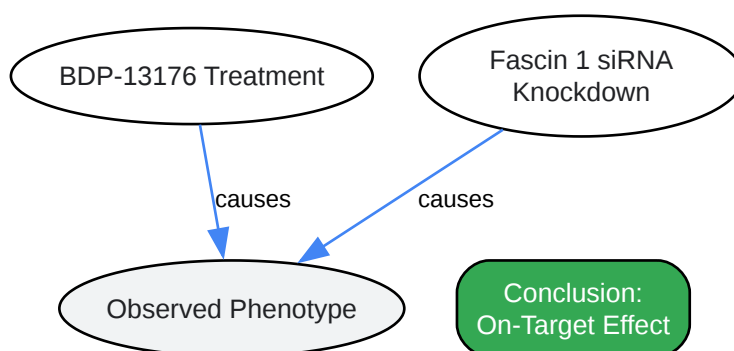 BDP-13176 Treatment
Fascin 1 siRNA
Knockdown
causes
causes
Observed Phenotype
Conclusion:
On-Target Effect